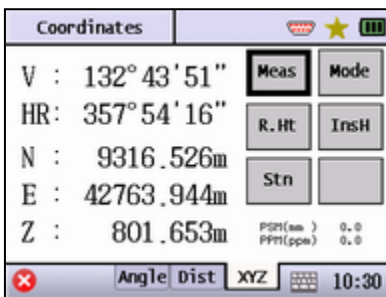 Coordinates
V : 132°43'51"
HR: 357°54'16"
N : 9316.526m
E : 42763.944m
Z : 801.653m
Meas Mode
R.Ht InsH
Stn
PSM(mm ) 0.0
PPM(ppm) 0.0
Angle Dist XYZ 10:30